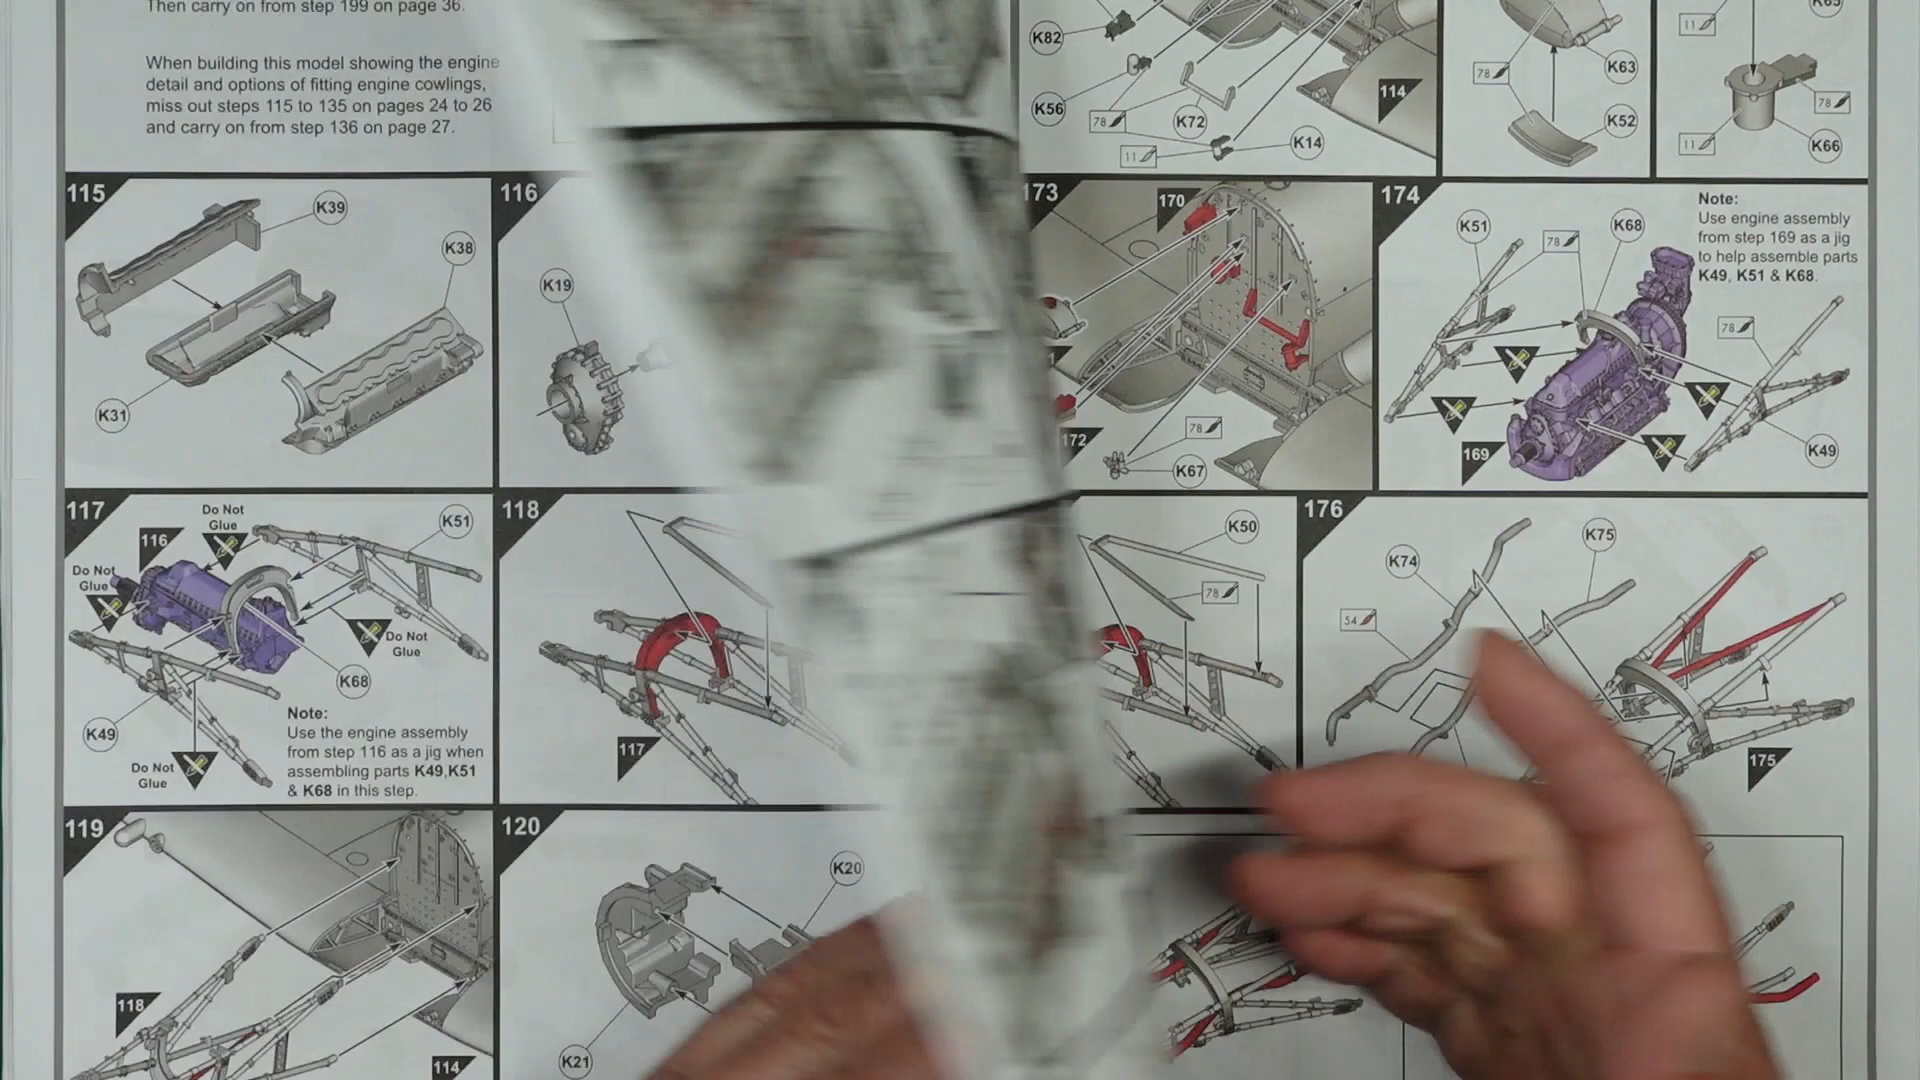 Then carry on from step 199 on page 36.
When building this model showing the engine
detail and options of fitting engine cowlings,
miss out steps 115 to 135 on pages 24 to 26
and carry on from step 136 on page 27.
115
K39
K38
K31
116
K19
117
Do Not
Glue
116
K51
Do Not
Glue
Do Not
Glue
K68
K49
Do Not
Glue
Note:
Use the engine assembly
from step 116 as a jig when
assembling parts K49,K51
& K68 in this step.
118
117
119
118
114
120
K20
K21
K82
K56
78
K72
11
K14
114
78
K63
K52
K65
11
78
11
K66
173
170
172
78
K67
174
K51
78
K68
Note:
Use engine assembly
from step 169 as a jig
to help assemble parts
K49, K51 & K68.
78
169
K49
K50
78
176
K74
K75
54
175